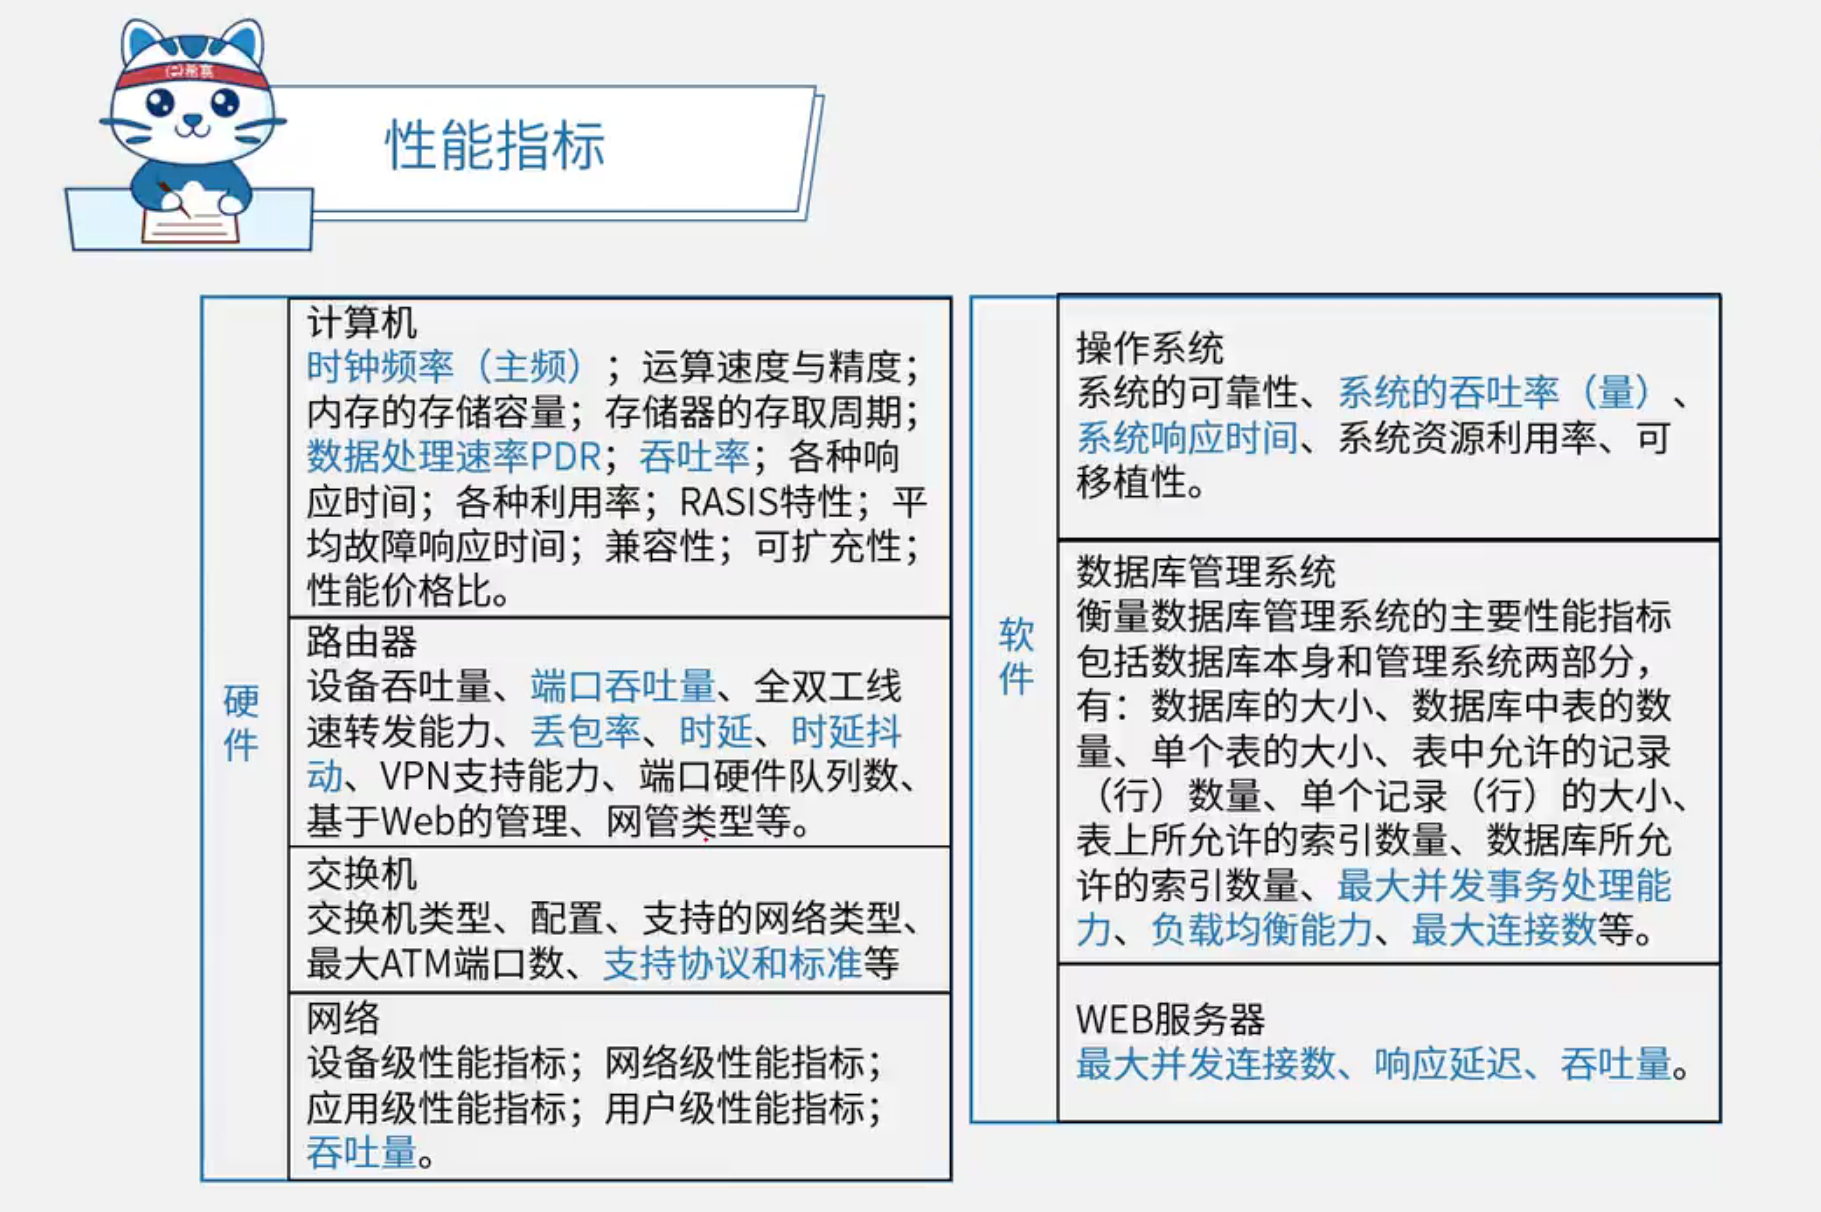 性能指标
硬
件
计算机
时钟频率（主频）；运算速度与精度；
内存的存储容量；存储器的存取周期；
数据处理速率PDR；吞吐率；各种响
应时间；各种利用率；RASIS特性；平
均故障响应时间；兼容性；可扩充性；
性能价格比。
路由器
设备吞吐量、端口吞吐量、全双工线
速转发能力、丢包率、时延、时延抖
动、VPN支持能力、端口硬件队列数、
基于Web的管理、网管类型等。
交换机
交换机类型、配置、支持的网络类型、
最大ATM端口数、支持协议和标准等
网络
设备级性能指标；网络级性能指标；
应用级性能指标；用户级性能指标；
吞吐量。
软
件
操作系统
系统的可靠性、系统的吞吐率（量）、
系统响应时间、系统资源利用率、可
移植性。
数据库管理系统
衡量数据库管理系统的主要性能指标
包括数据库本身和管理系统两部分，
有：数据库的大小、数据库中表的数
量、单个表的大小、表中允许的记录
（行）数量、单个记录（行）的大小、
表上所允许的索引数量、数据库所允
许的索引数量、最大并发事务处理能
力、负载均衡能力、最大连接数等。
WEB服务器
最大并发连接数、响应延迟、吞吐量。